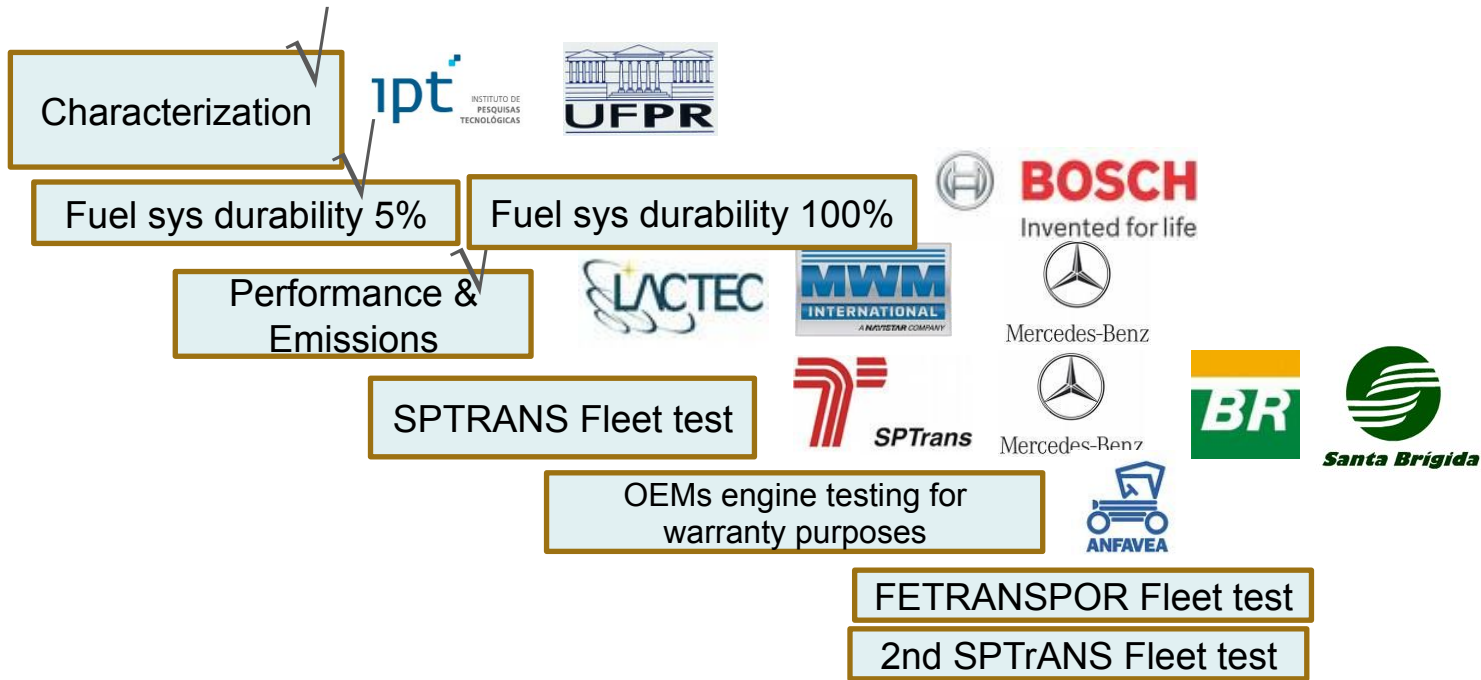 Characterization
ipt
INSTITUTO DE
PESQUISAS
TECNOLÓGICAS
UFPR
Fuel sys durability 5%
Fuel sys durability 100%
BOSCH
Invented for life
Performance &
Emissions
LACTEC
MWM
INTERNATIONAL
A NAVISTAR COMPANY
Mercedes-Benz
SPTRANS Fleet test
SPTrans
Mercedes-Benz
BR
Santa Brígida
OEMs engine testing for
warranty purposes
ANFAVEA
FETRANSPOR Fleet test
2nd SPTrANS Fleet test